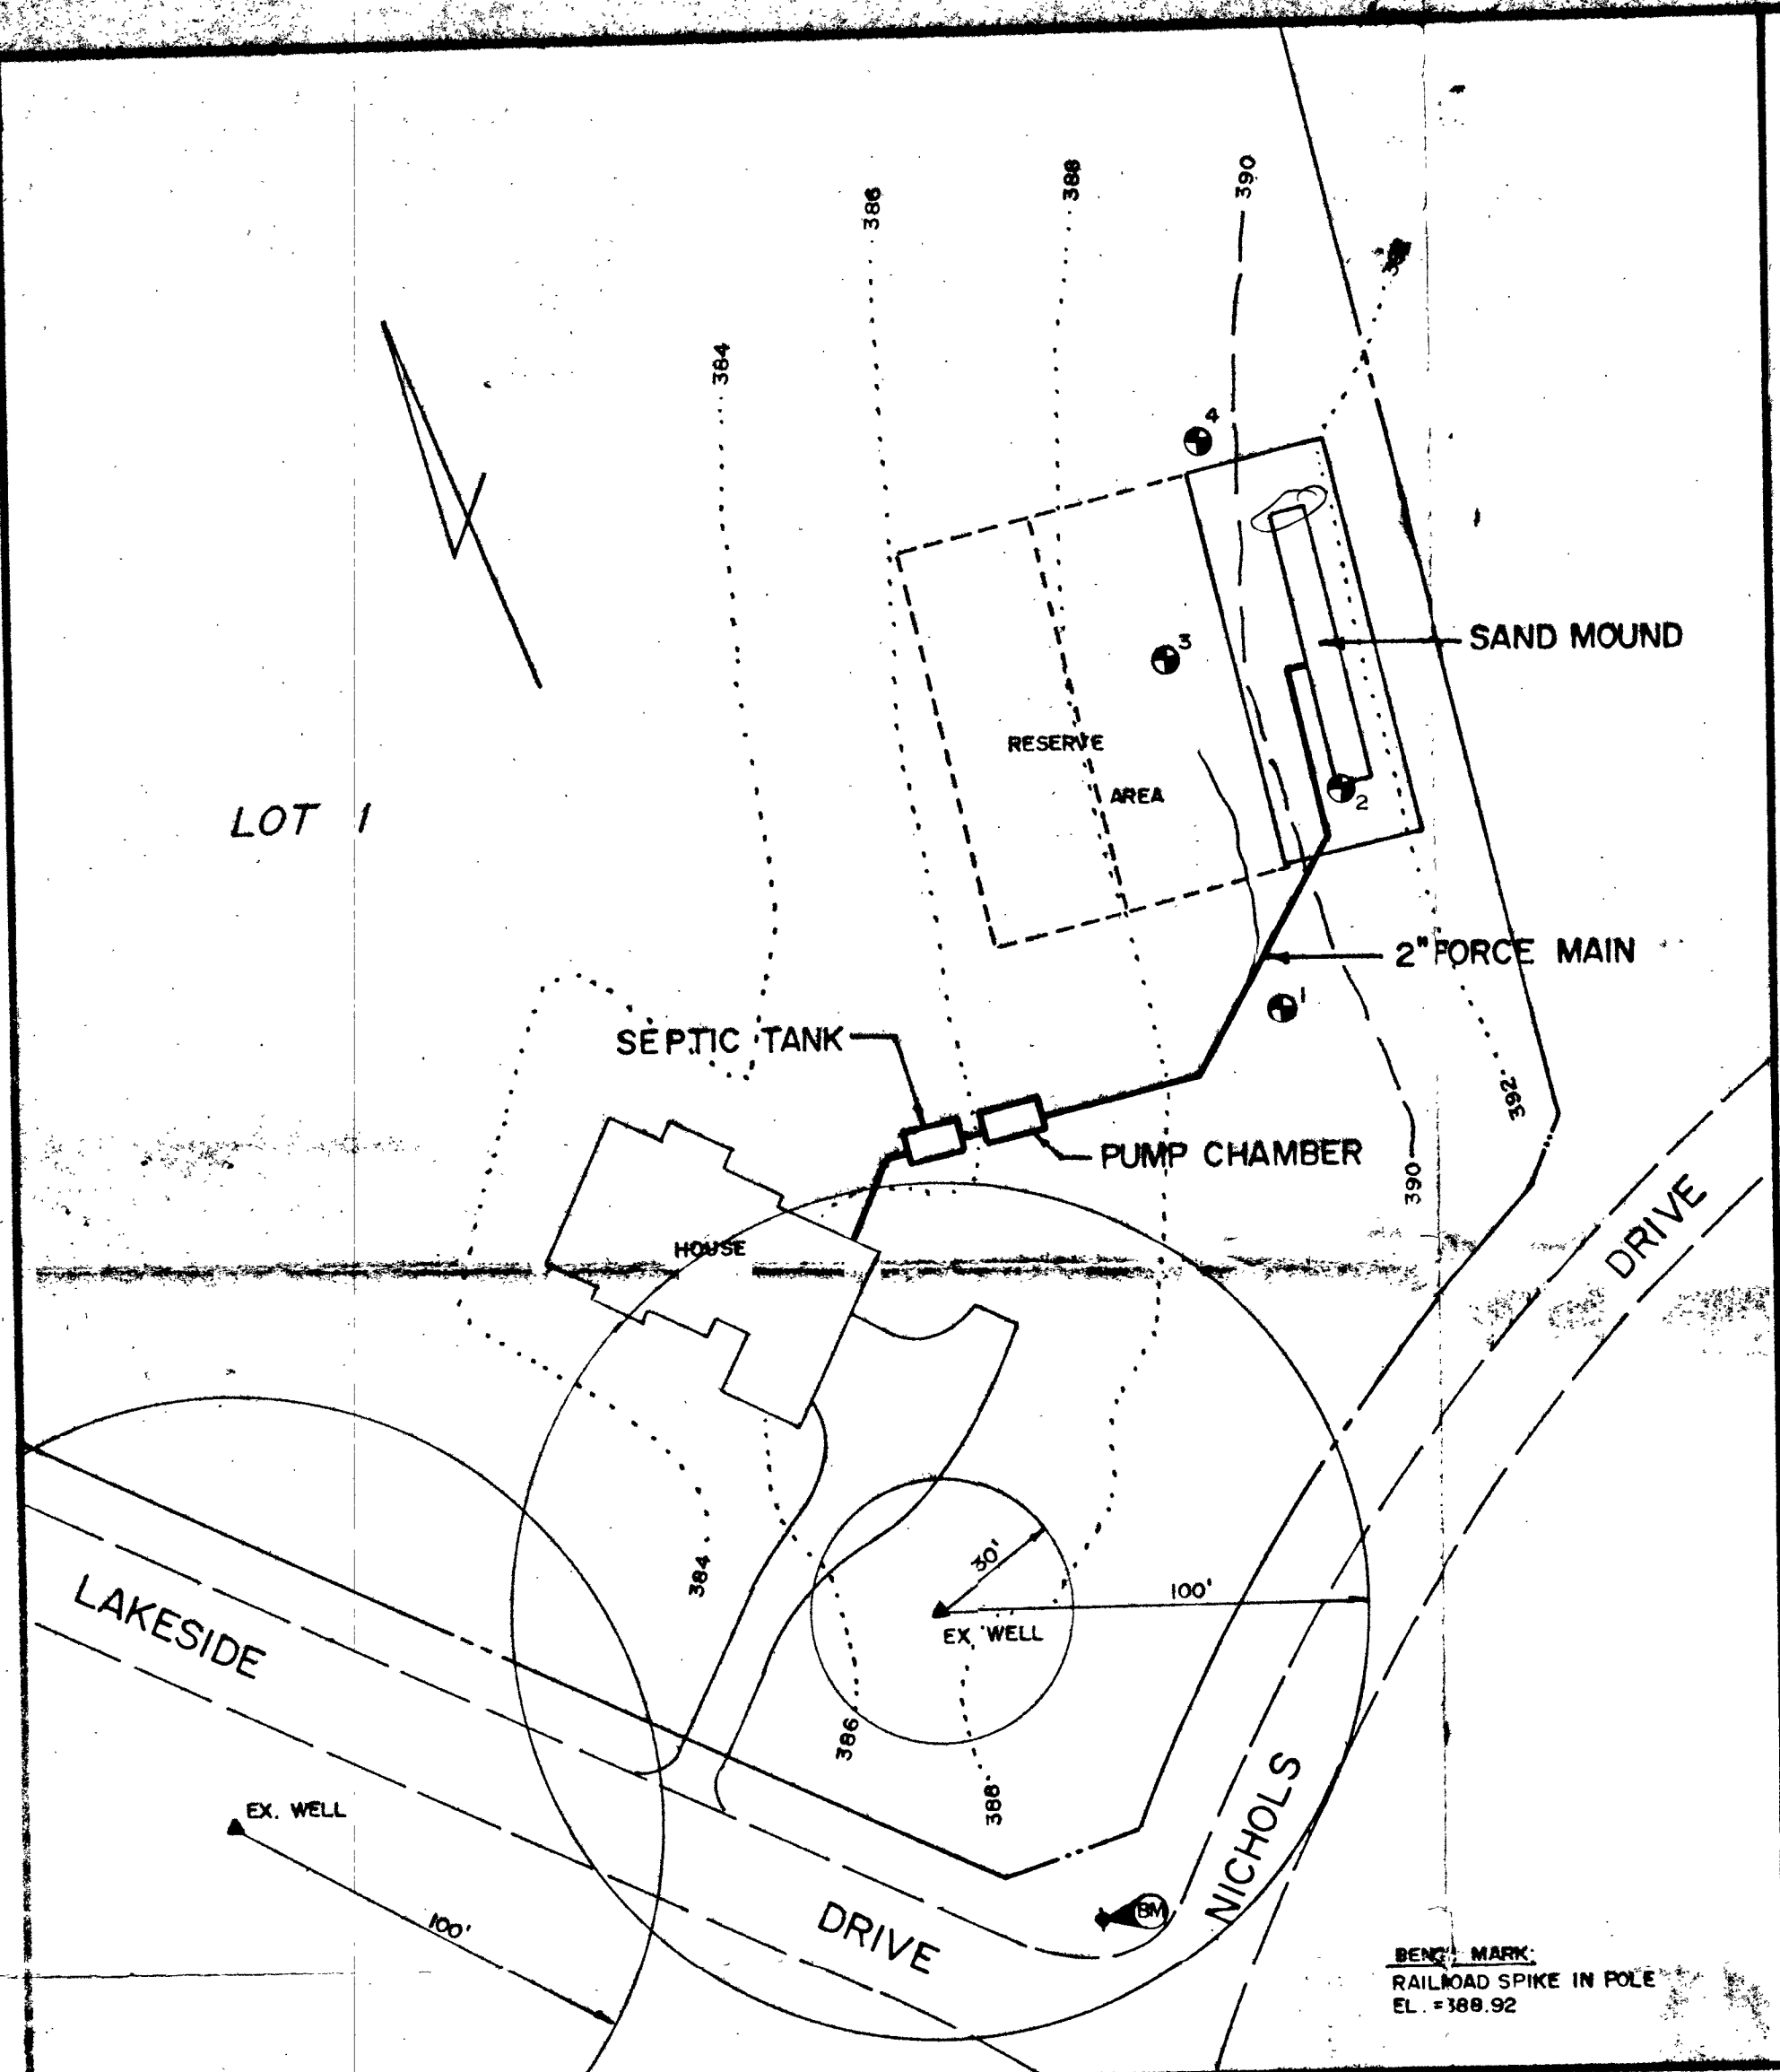 390
388
386
384
4
3
SAND MOUND
RESERVE
AREA
2
LOT 1
2" FORCE MAIN
1
SEPTIC TANK
392
PUMP CHAMBER
390
DRIVE
HOUSE
30'
100'
384
EX. WELL
LAKESIDE
386
388
NICHOLS
EX. WELL
BM
100'
DRIVE
BENCH MARK:
RAILROAD SPIKE IN POLE
EL. = 388.92